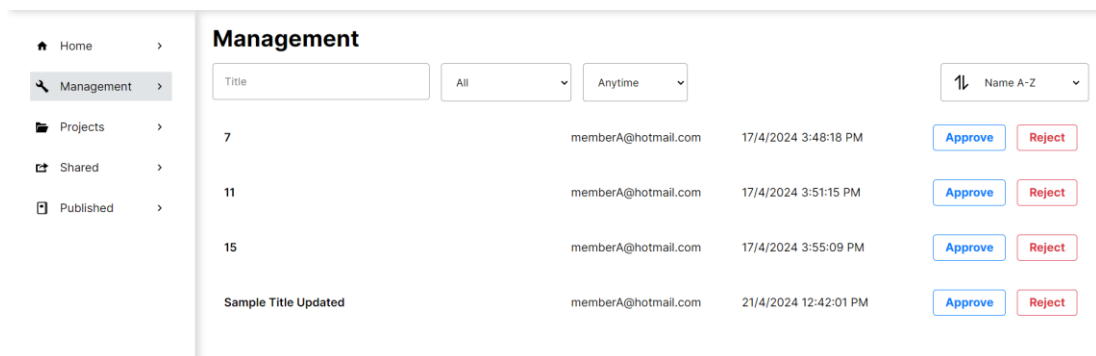 Home
Management
Projects
Shared
Published
Management
Title All Anytime Name A-Z
7 memberA@hotmail.com 17/4/2024 3:48:18 PM Approve Reject
11 memberA@hotmail.com 17/4/2024 3:51:15 PM Approve Reject
15 memberA@hotmail.com 17/4/2024 3:55:09 PM Approve Reject
Sample Title Updated memberA@hotmail.com 21/4/2024 12:42:01 PM Approve Reject